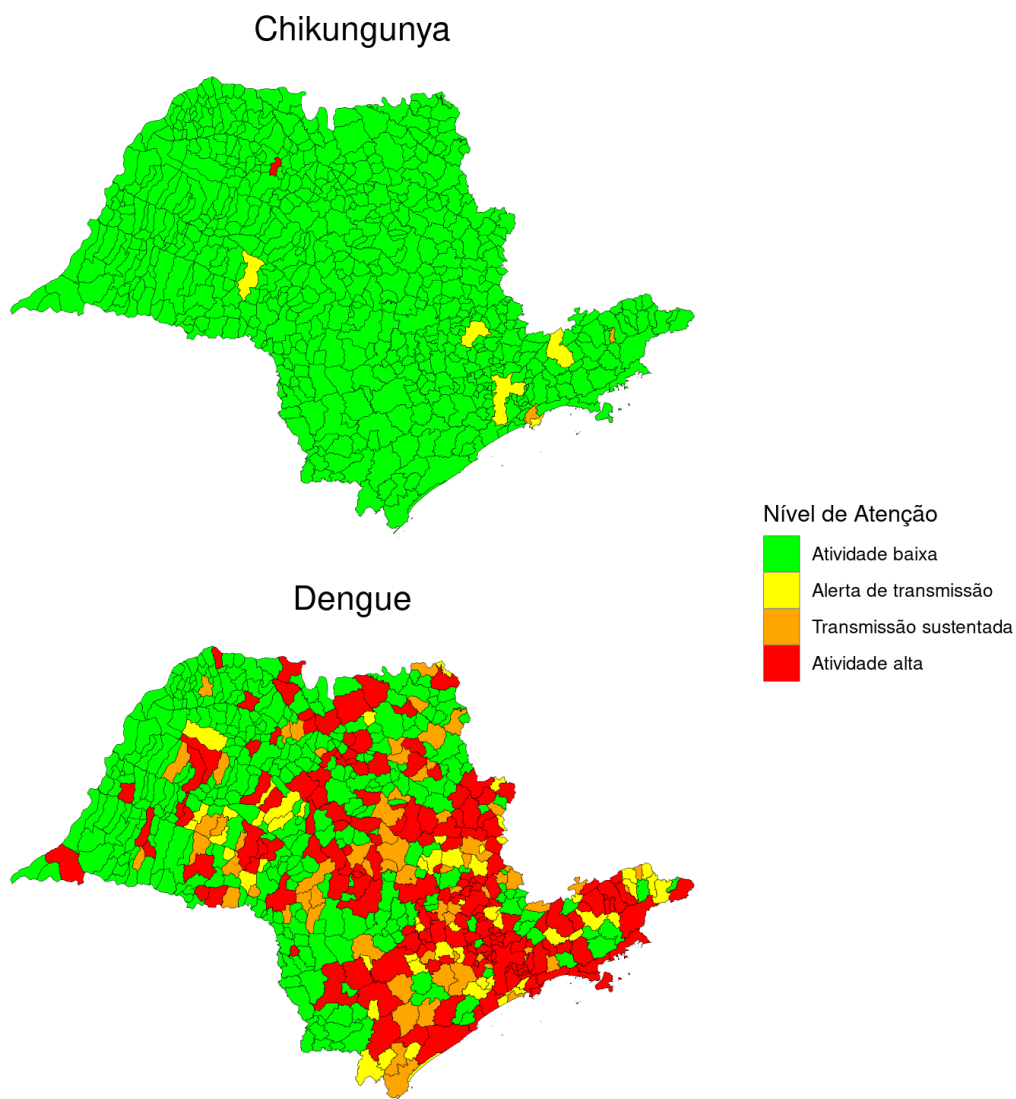 Chikungunya
Nível de Atenção
Atividade baixa
Alerta de transmissão
Transmissão sustentada
Atividade alta
Dengue